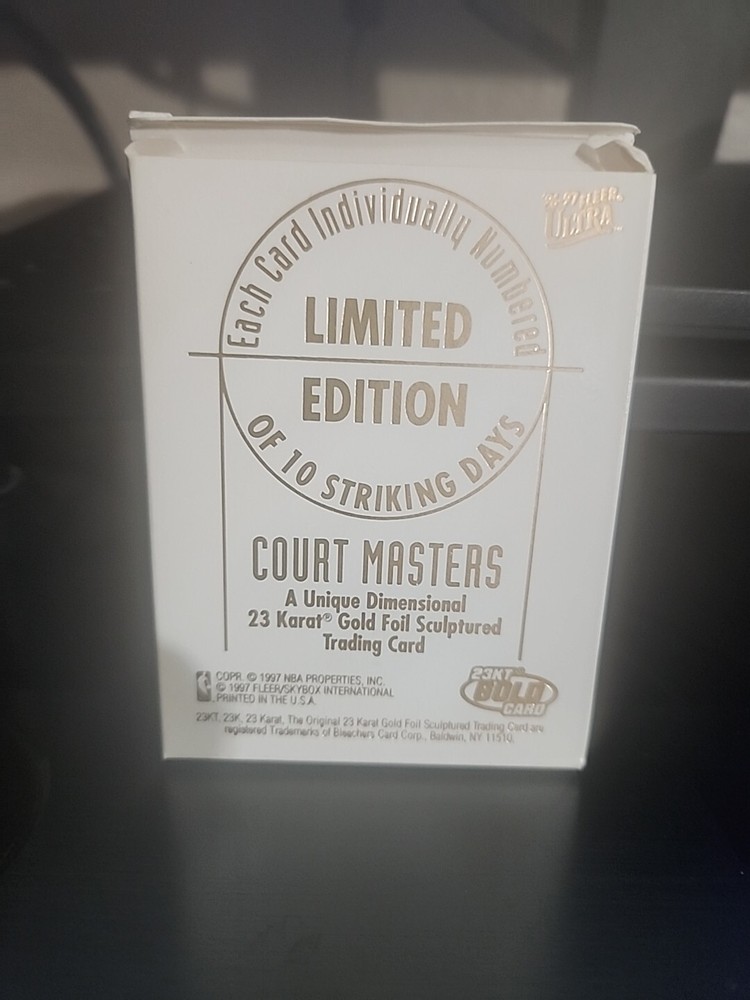 '96-'97 FLEER
ULTRA
Each Card Individually Numbered
LIMITED
EDITION
OF 10 STRIKING DAYS
COURT MASTERS
A Unique Dimensional
23 Karat® Gold Foil Sculptured
Trading Card
COPR. © 1997 NBA PROPERTIES, INC.
© 1997 FLEER/SKYBOX INTERNATIONAL
PRINTED IN THE U.S.A.
23KT™
GOLD
CARD
23KT, 23K, 23 Karat, The Original 23 Karat Gold Foil Sculptured Trading Card are
registered Trademarks of Bleachers Card Corp., Baldwin, NY 11510.